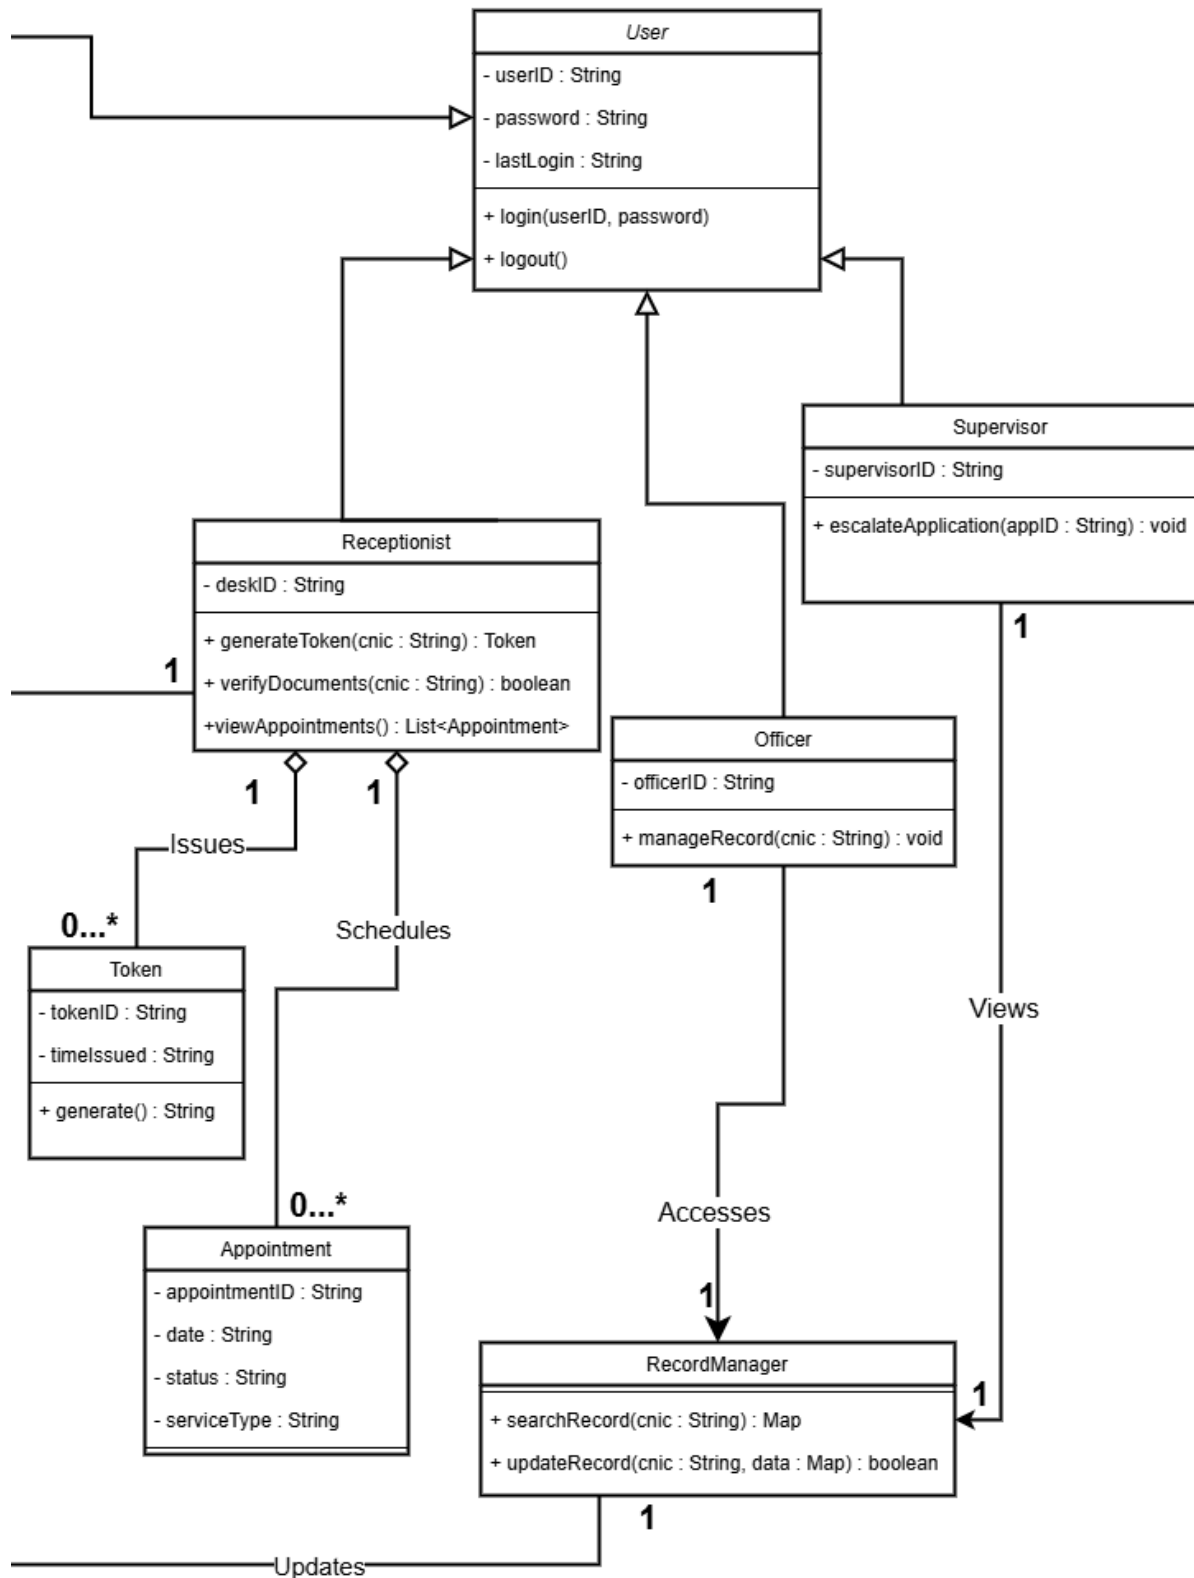 User
- userID : String
- password : String
- lastLogin : String
+ login(userID, password)
+ logout()
Supervisor
- supervisorID : String
+ escalateApplication(appID : String) : void
1
Receptionist
- deskID : String
+ generateToken(cnic : String) : Token
+ verifyDocuments(cnic : String) : boolean
+viewAppointments() : List<Appointment>
1
1
1
Officer
- officerID : String
+ manageRecord(cnic : String) : void
1
Issues
Schedules
0...*
Token
- tokenID : String
- timeIssued : String
+ generate() : String
Views
0...*
Appointment
- appointmentID : String
- date : String
- status : String
- serviceType : String
Accesses
1
RecordManager
+ searchRecord(cnic : String) : Map
+ updateRecord(cnic : String, data : Map) : boolean
1
1
Updates